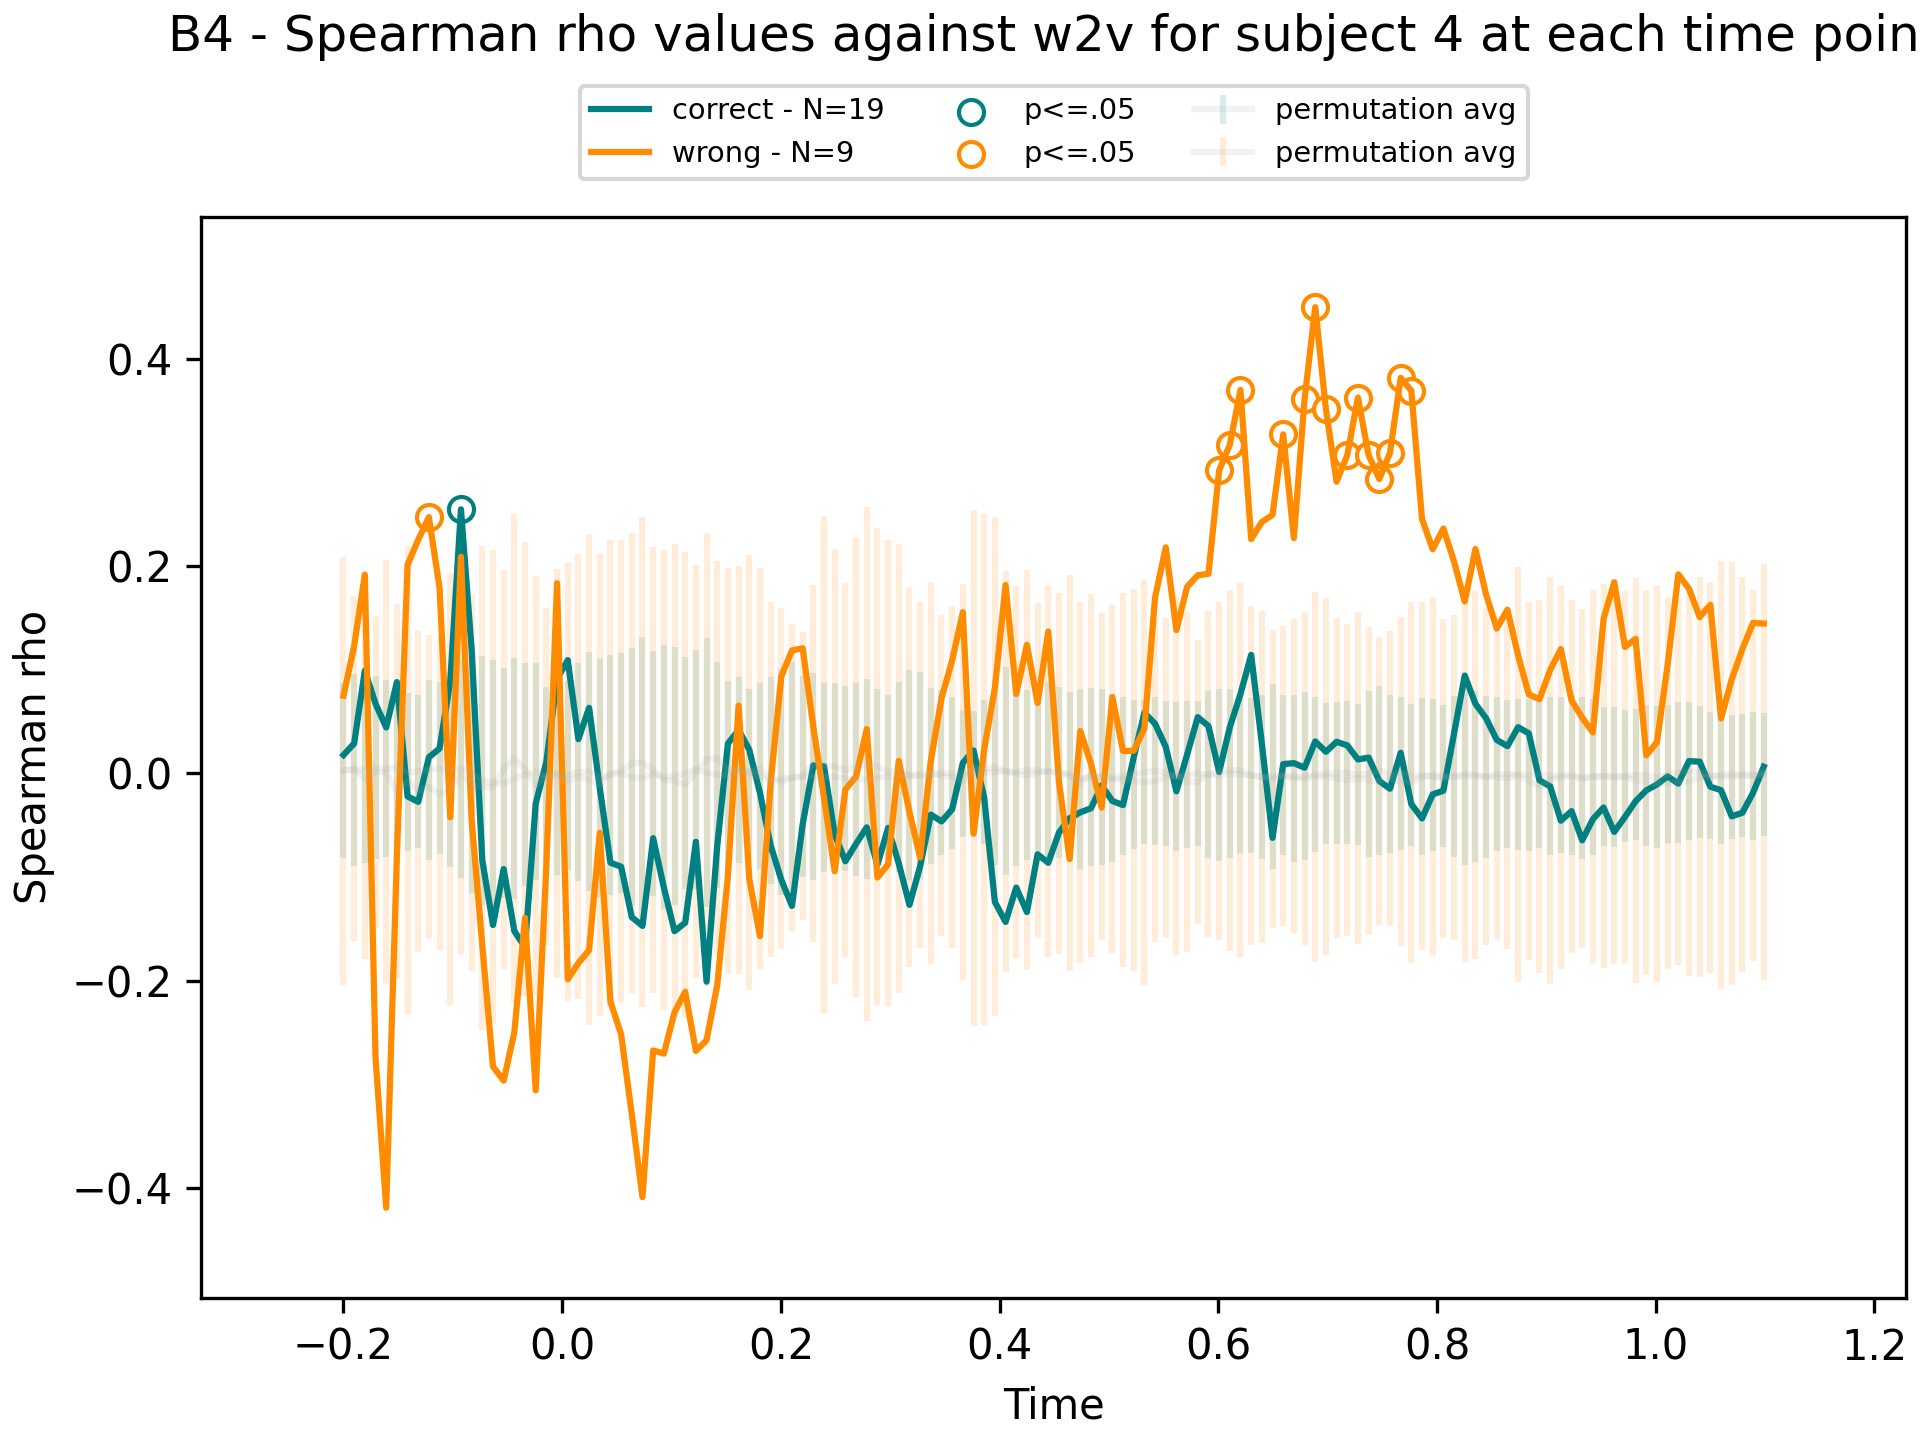 B4 - Spearman rho values against w2v for subject 4 at each time poin
correct - N=19
wrong - N=9
p<=.05
p<=.05
permutation avg
permutation avg
Spearman rho
0.4
0.2
0.0
−0.2
−0.4
−0.2
0.0
0.2
0.4
0.6
0.8
1.0
1.2
Time